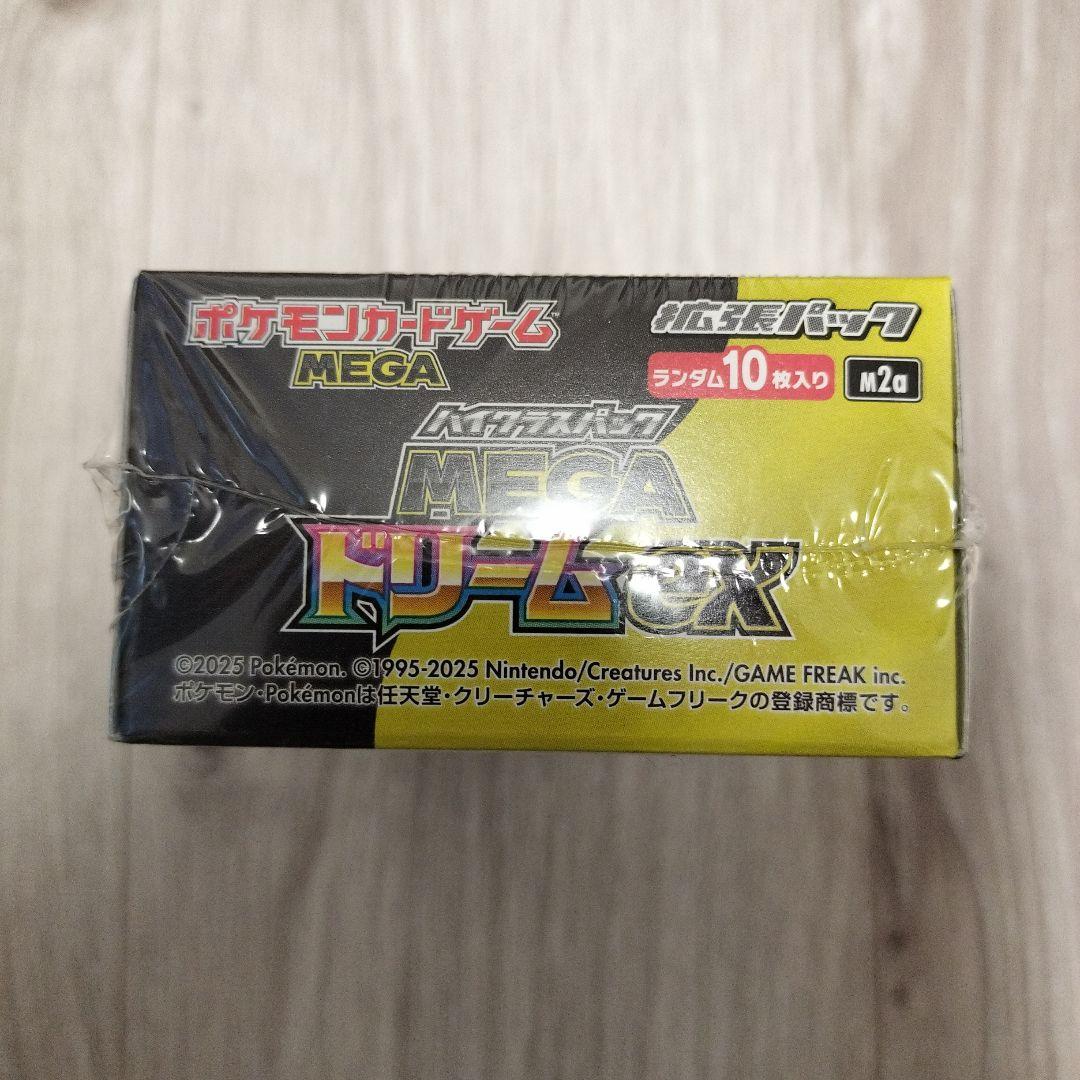 ポケモンカードゲーム™
MEGA
拡張パック
ランダム10枚入り
M2a
ハイクラスパック
MEGA
ドリームex
©2025 Pokémon. ©1995-2025 Nintendo/Creatures Inc./GAME FREAK inc.
ポケモン・Pokémonは任天堂・クリーチャーズ・ゲームフリークの登録商標です。